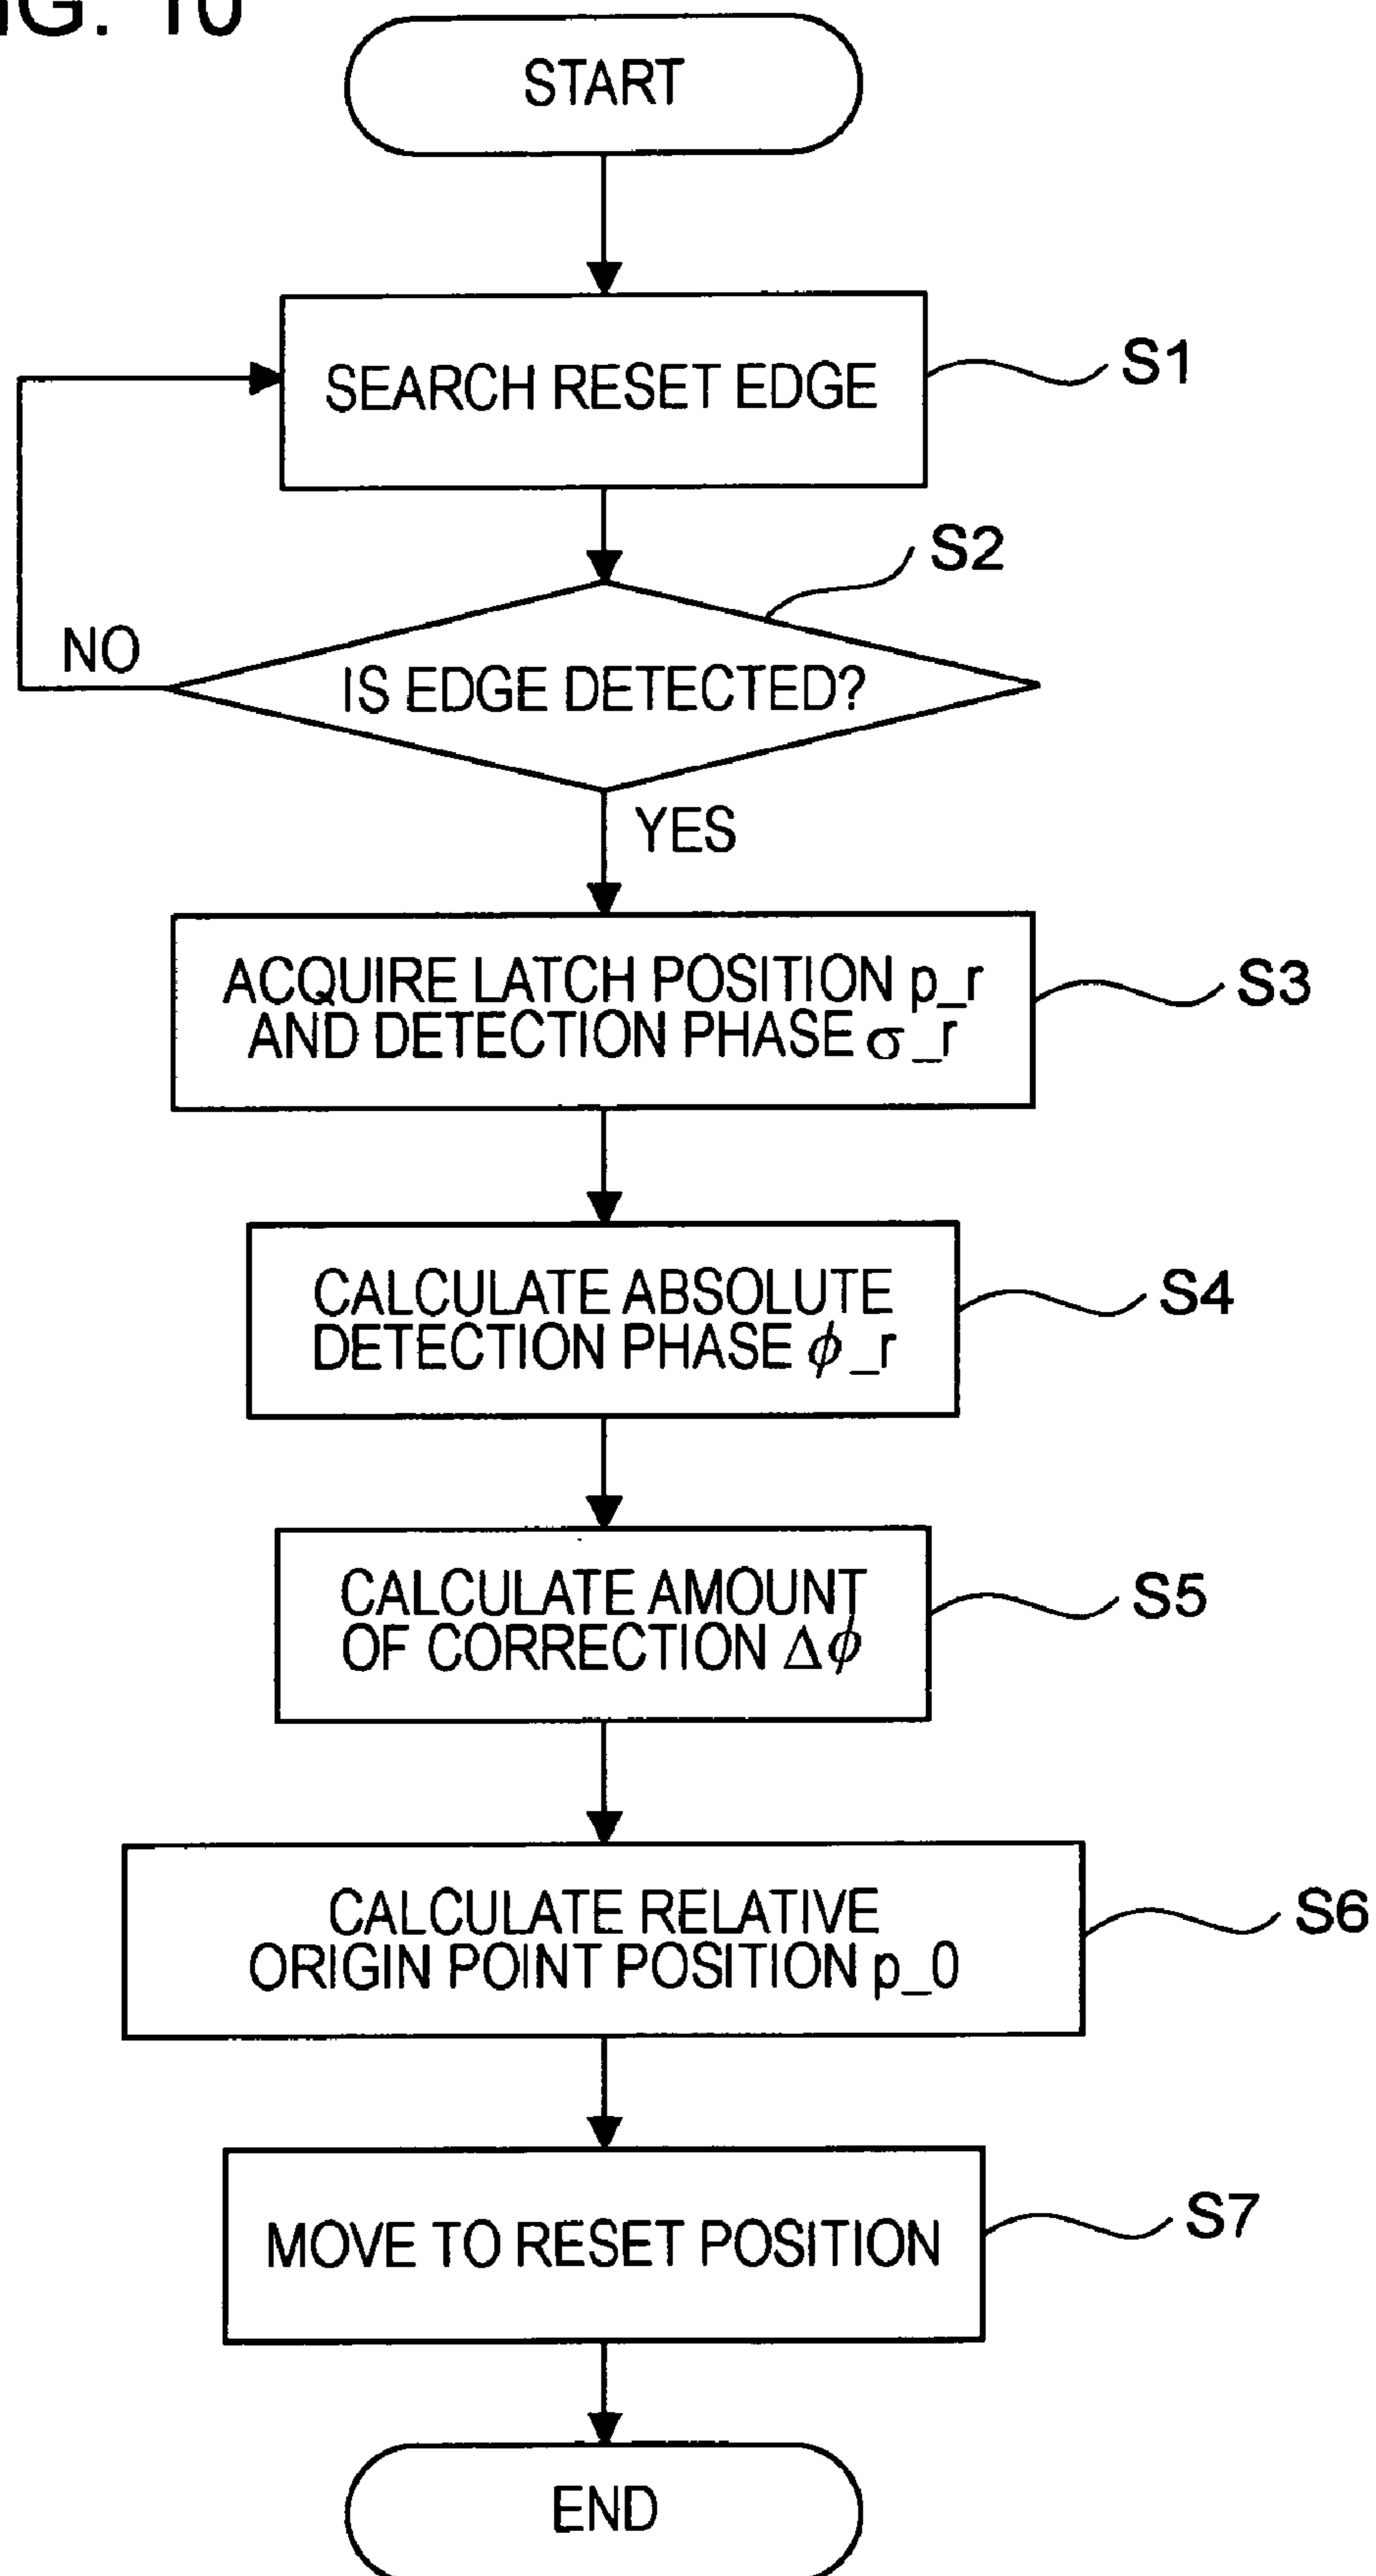 FIG. 10
START
SEARCH RESET EDGE
S1
S2
NO
IS EDGE DETECTED?
YES
ACQUIRE LATCH POSITION p_r
AND DETECTION PHASE σ_r
S3
CALCULATE ABSOLUTE
DETECTION PHASE ϕ_r
S4
CALCULATE AMOUNT
OF CORRECTION Δϕ
S5
CALCULATE RELATIVE
ORIGIN POINT POSITION p_0
S6
MOVE TO RESET POSITION
S7
END